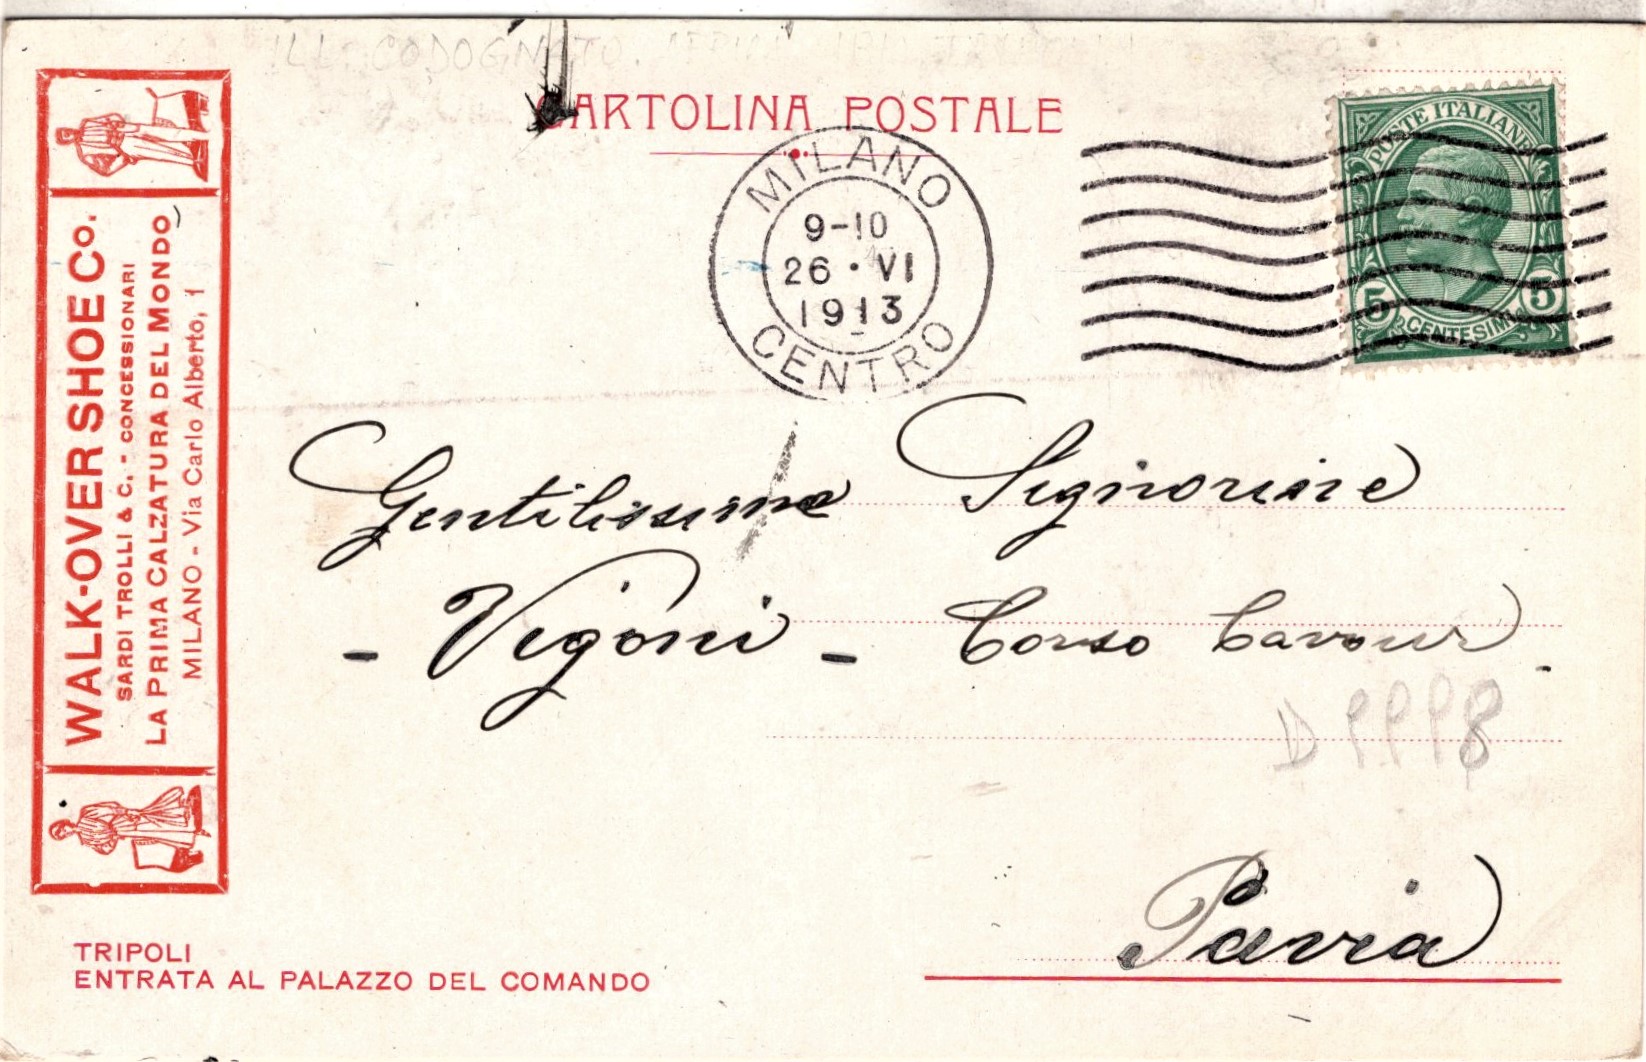 ILL. CODOGNATO
CARTOLINA POSTALE
POSTE ITALIANE
5 5
CENTESIMI
MILANO
9-10
26 · VI
1913
CENTRO
WALK-OVER SHOE Co.
SARDI TROLLI & C. - CONCESSIONARI
LA PRIMA CALZATURA DEL MONDO
MILANO - Via Carlo Alberto, 1
Gentilissime Signorine
- Vigoni - Corso Cavour.
D 9998
Pavia
TRIPOLI
ENTRATA AL PALAZZO DEL COMANDO